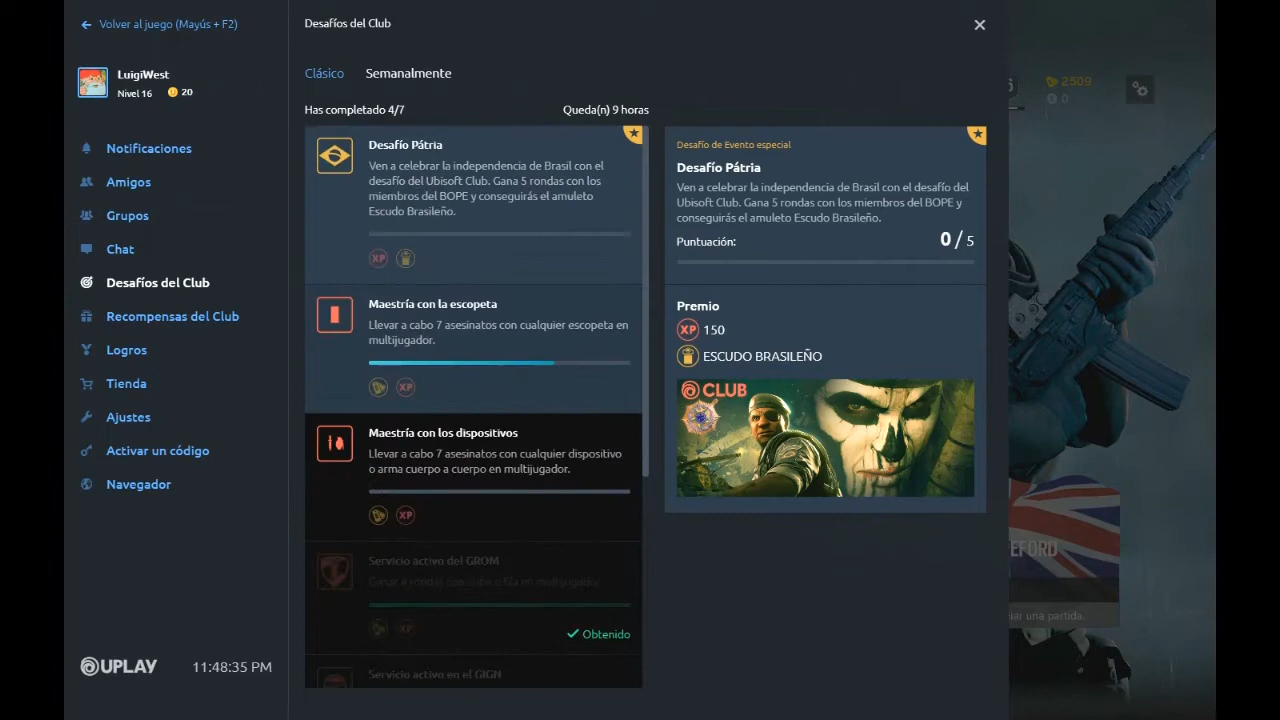 Volver al juego (Mayús + F2)
LuigiWest
Nivel 16
20
Notificaciones
Amigos
Grupos
Chat
Desafíos del Club
Recompensas del Club
Logros
Tienda
Ajustes
Activar un código
Navegador
UPLAY
11:48:35 PM
Desafíos del Club
Clásico
Semanalmente
Has completado 4/7
Queda(n) 9 horas
Desafío Pátria
Ven a celebrar la independencia de Brasil con el
desafío del Ubisoft Club. Gana 5 rondas con los
miembros del BOPE y conseguirás el amuleto
Escudo Brasileño.
XP
Maestría con la escopeta
Llevar a cabo 7 asesinatos con cualquier escopeta en
multijugador.
XP
Maestría con los dispositivos
Llevar a cabo 7 asesinatos con cualquier dispositivo
o arma cuerpo a cuerpo en multijugador.
XP
Servicio activo del GROM
XP
Obtenido
Servicio activo en el GIGN
Desafío de Evento especial
Desafío Pátria
Ven a celebrar la independencia de Brasil con el desafío del
Ubisoft Club. Gana 5 rondas con los miembros del BOPE y
conseguirás el amuleto Escudo Brasileño.
Puntuación:
0 / 5
Premio
XP 150
ESCUDO BRASILEÑO
CLUB
2509
0
EFORD
iar una partida.